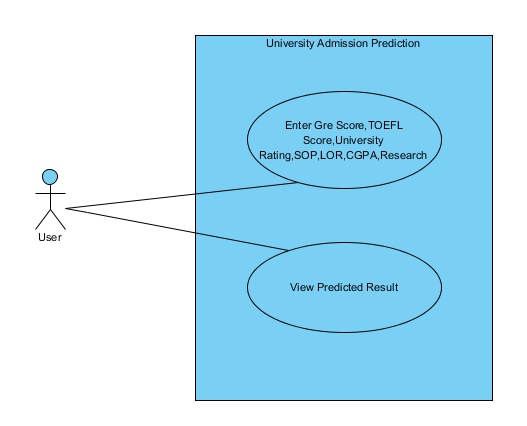 University Admission Prediction
Enter Gre Score,TOEFL
Score,University
Rating,SOP,LOR,CGPA,Research
User
View Predicted Result